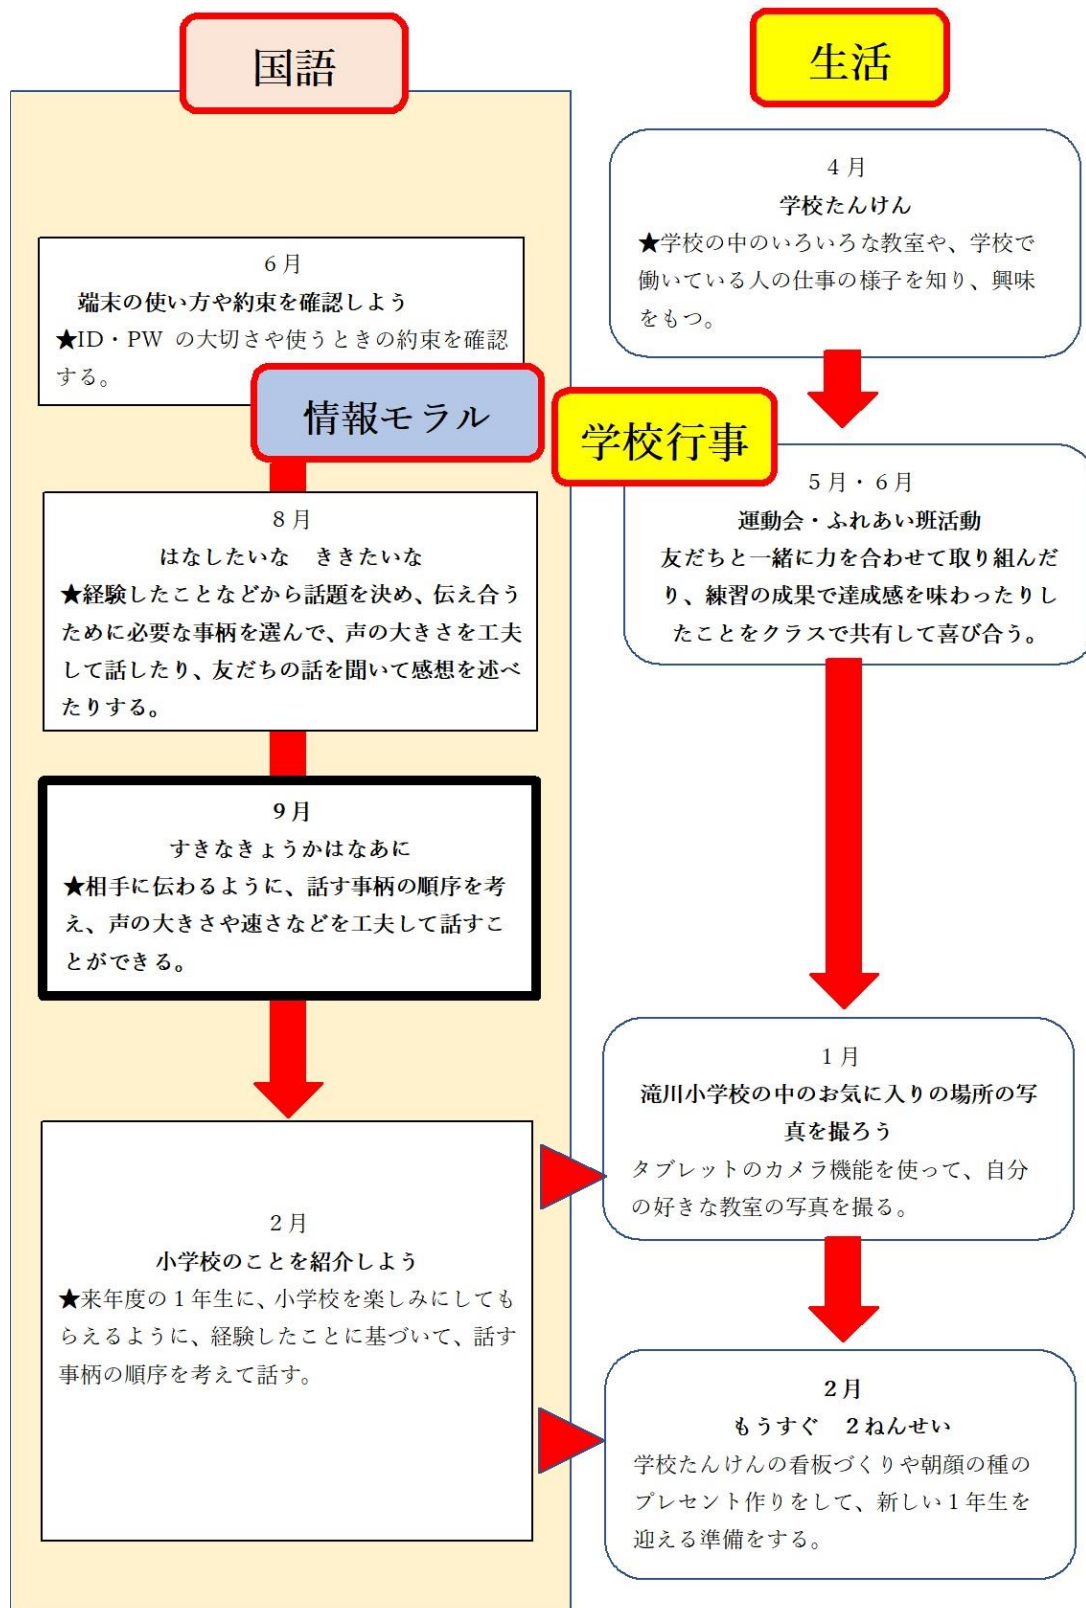 国語
6月
端末の使い方や約束を確認しよう
★ID・PW の大切さや使うときの約束を確認
する。
情報モラル
8月
はなしたいな　ききたいな
★経験したことなどから話題を決め、伝え合う
ために必要な事柄を選んで、声の大きさを工夫
して話したり、友だちの話を聞いて感想を述べ
たりする。
9月
すきなきょうかはなあに
★相手に伝わるように、話す事柄の順序を考
え、声の大きさや速さなどを工夫して話すこ
とができる。
2月
小学校のことを紹介しよう
★来年度の1年生に、小学校を楽しみにしても
らえるように、経験したことに基づいて、話す
事柄の順序を考えて話す。
生活
4月
学校たんけん
★学校の中のいろいろな教室や、学校で
働いている人の仕事の様子を知り、興味
をもつ。
学校行事
5月・6月
運動会・ふれあい班活動
友だちと一緒に力を合わせて取り組んだ
り、練習の成果で達成感を味わったりし
たことをクラスで共有して喜び合う。
1月
滝川小学校の中のお気に入りの場所の写
真を撮ろう
タブレットのカメラ機能を使って、自分
の好きな教室の写真を撮る。
2月
もうすぐ　2ねんせい
学校たんけんの看板づくりや朝顔の種の
プレゼント作りをして、新しい1年生を
迎える準備をする。